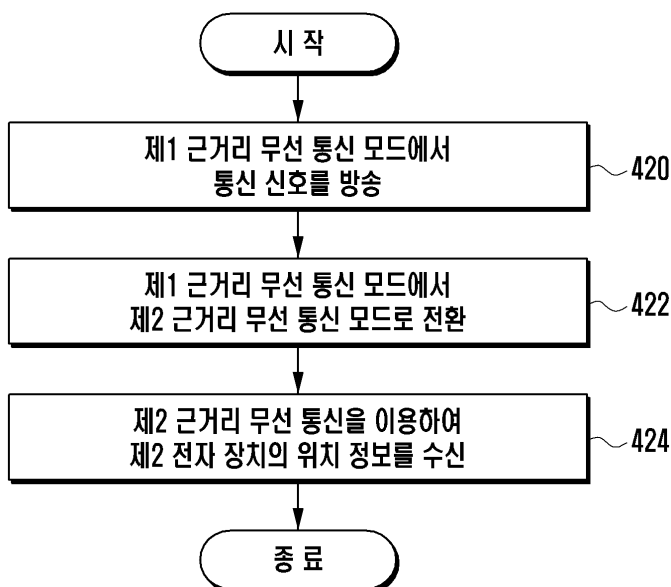 시 작
제1 근거리 무선 통신 모드에서
통신 신호를 방송
420
제1 근거리 무선 통신 모드에서
제2 근거리 무선 통신 모드로 전환
422
제2 근거리 무선 통신을 이용하여
제2 전자 장치의 위치 정보를 수신
424
종 료